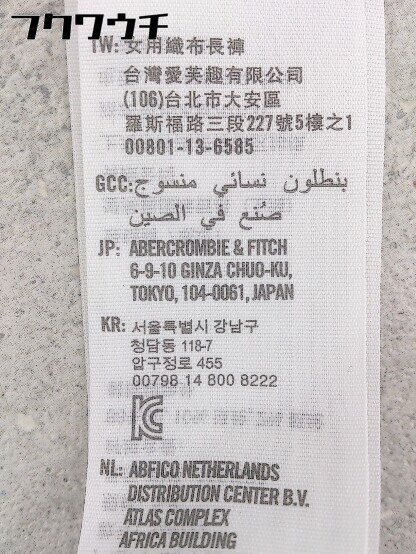 フクワウチ
TW: 女用織布長褲
台灣愛芙趣有限公司
(106)台北市大安區
羅斯福路三段227號5樓之1
00801-13-6585
GCC: بنطلون نسائي منسوج
صُنع في الصين
JP: ABERCROMBIE & FITCH
6-9-10 GINZA CHUO-KU,
TOKYO, 104-0061, JAPAN
KR: 서울특별시 강남구
청담동 118-7
압구정로 455
00798 14 800 8222
NL: ABFICO NETHERLANDS
DISTRIBUTION CENTER B.V.
ATLAS COMPLEX
AFRICA BUILDING